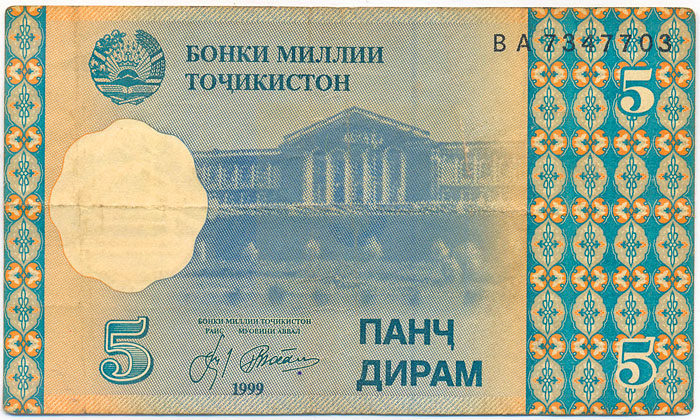 БОНКИ МИЛЛИИ
ТОҶИКИСТОН
ВА 7347703
5
БОНКИ МИЛЛИИ ТОҶИКИСТОН
РАИС МУОВИНИ АВВАЛ
1999
5
ПАНҶ
ДИРАМ
5